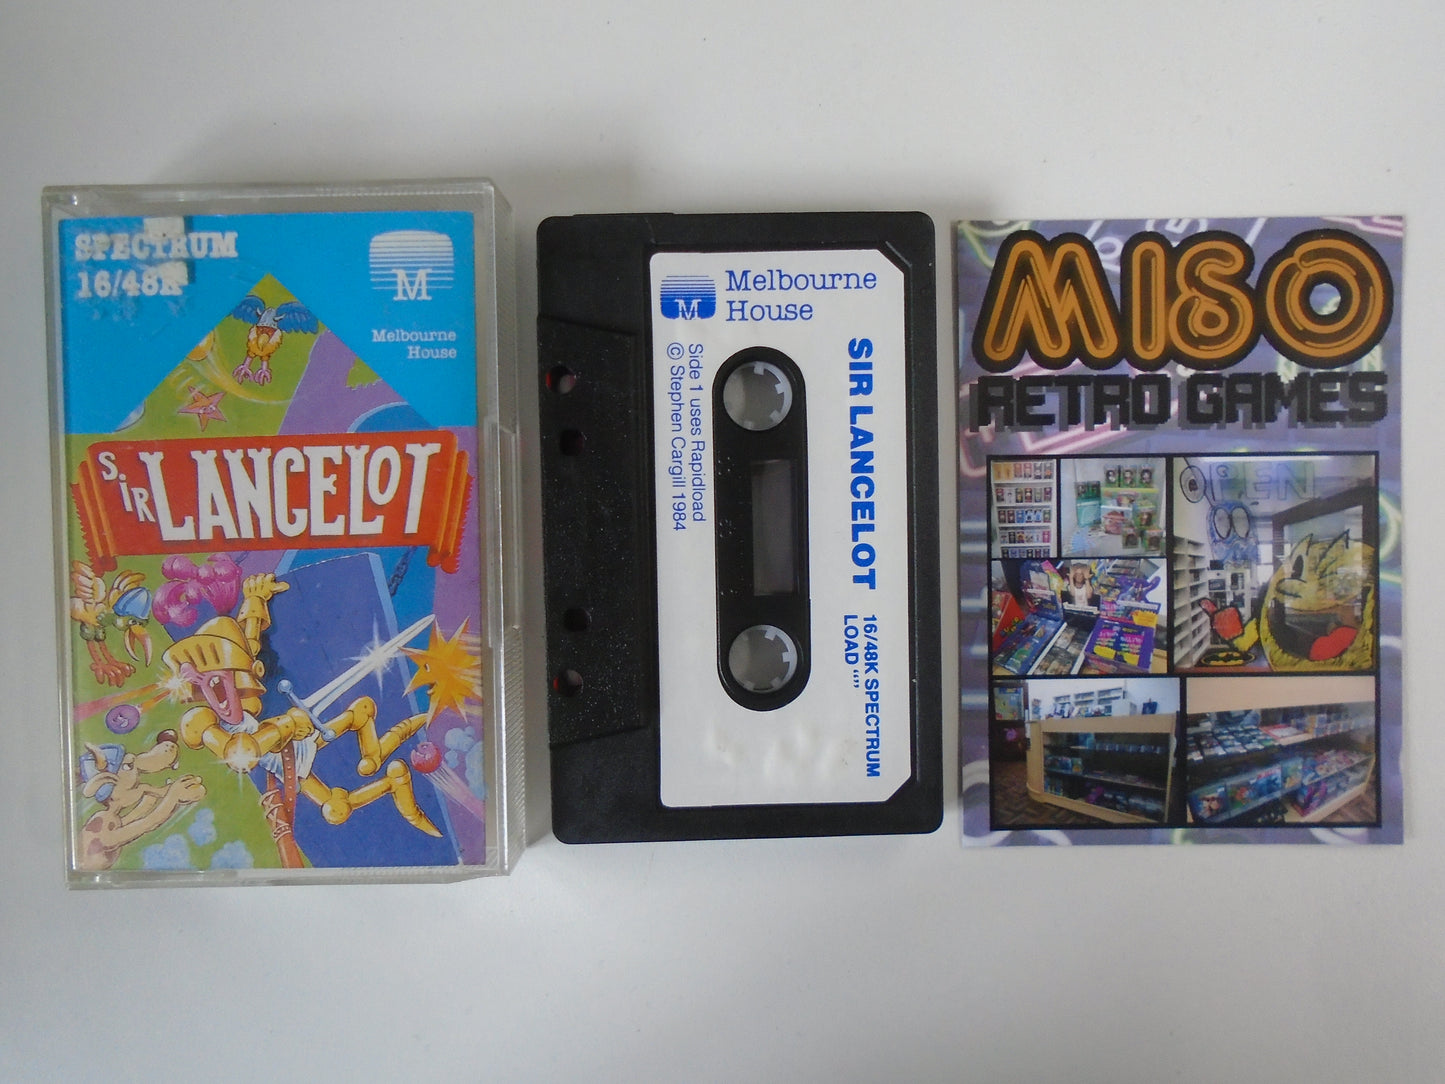 SPECTRUM
16/48K
M
Melbourne
House
SIR LANCELOT
M
Melbourne
House
SIR LANCELOT
16/48K SPECTRUM
LOAD “”
Side 1 uses Rapidload
© Stephen Cargill 1984
MISO
RETRO GAMES
OPEN